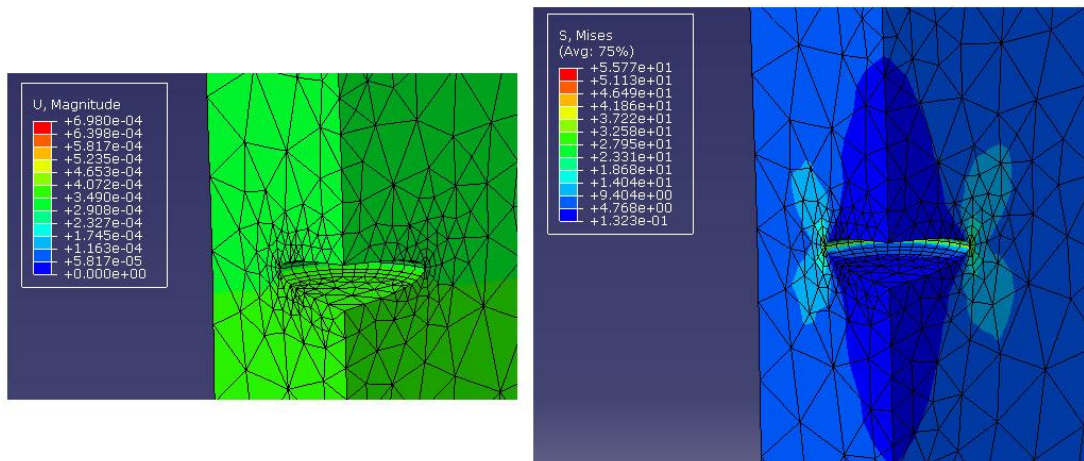 U, Magnitude
+6.980e-04
+6.398e-04
+5.817e-04
+5.235e-04
+4.653e-04
+4.072e-04
+3.490e-04
+2.908e-04
+2.327e-04
+1.745e-04
+1.163e-04
+5.817e-05
+0.000e+00
S, Mises
(Avg: 75%)
+5.577e+01
+5.113e+01
+4.649e+01
+4.186e+01
+3.722e+01
+3.258e+01
+2.795e+01
+2.331e+01
+1.868e+01
+1.404e+01
+9.404e+00
+4.768e+00
+1.323e-01